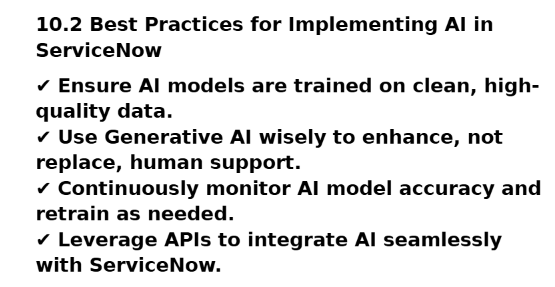 10.2 Best Practices for Implementing AI in
ServiceNow
✔ Ensure AI models are trained on clean, high-
quality data.
✔ Use Generative AI wisely to enhance, not
replace, human support.
✔ Continuously monitor AI model accuracy and
retrain as needed.
✔ Leverage APIs to integrate AI seamlessly
with ServiceNow.